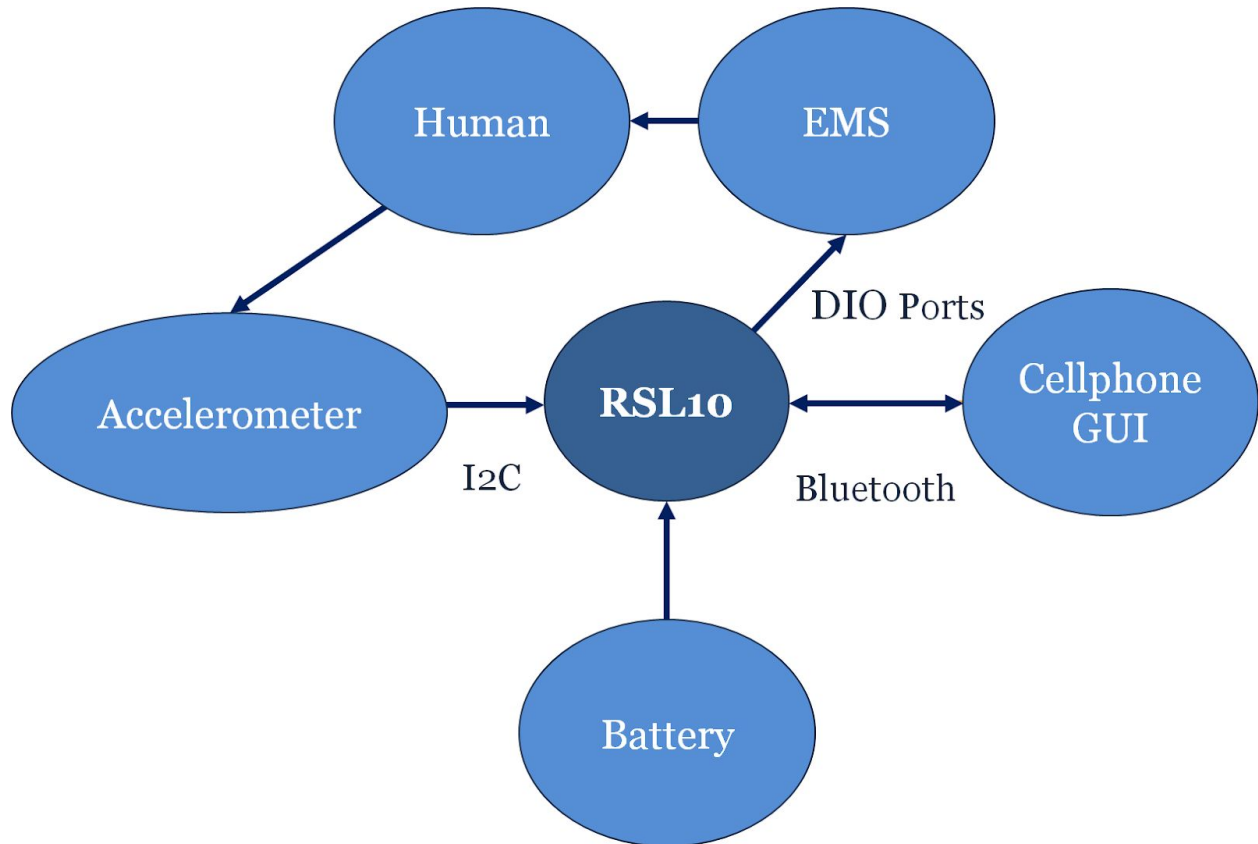 Human
EMS
DIO Ports
Accelerometer
RSL10
Cellphone
GUI
I2C
Bluetooth
Battery